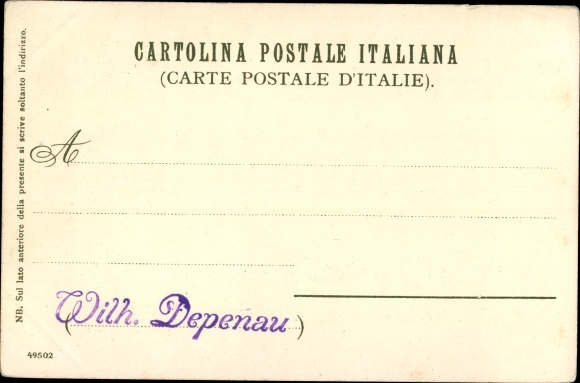 CARTOLINA POSTALE ITALIANA
(CARTE POSTALE D'ITALIE).
NB. Sul lato anteriore della presente si scrive soltanto l'indirizzo.
A
(Wilh. Depenau)
49502